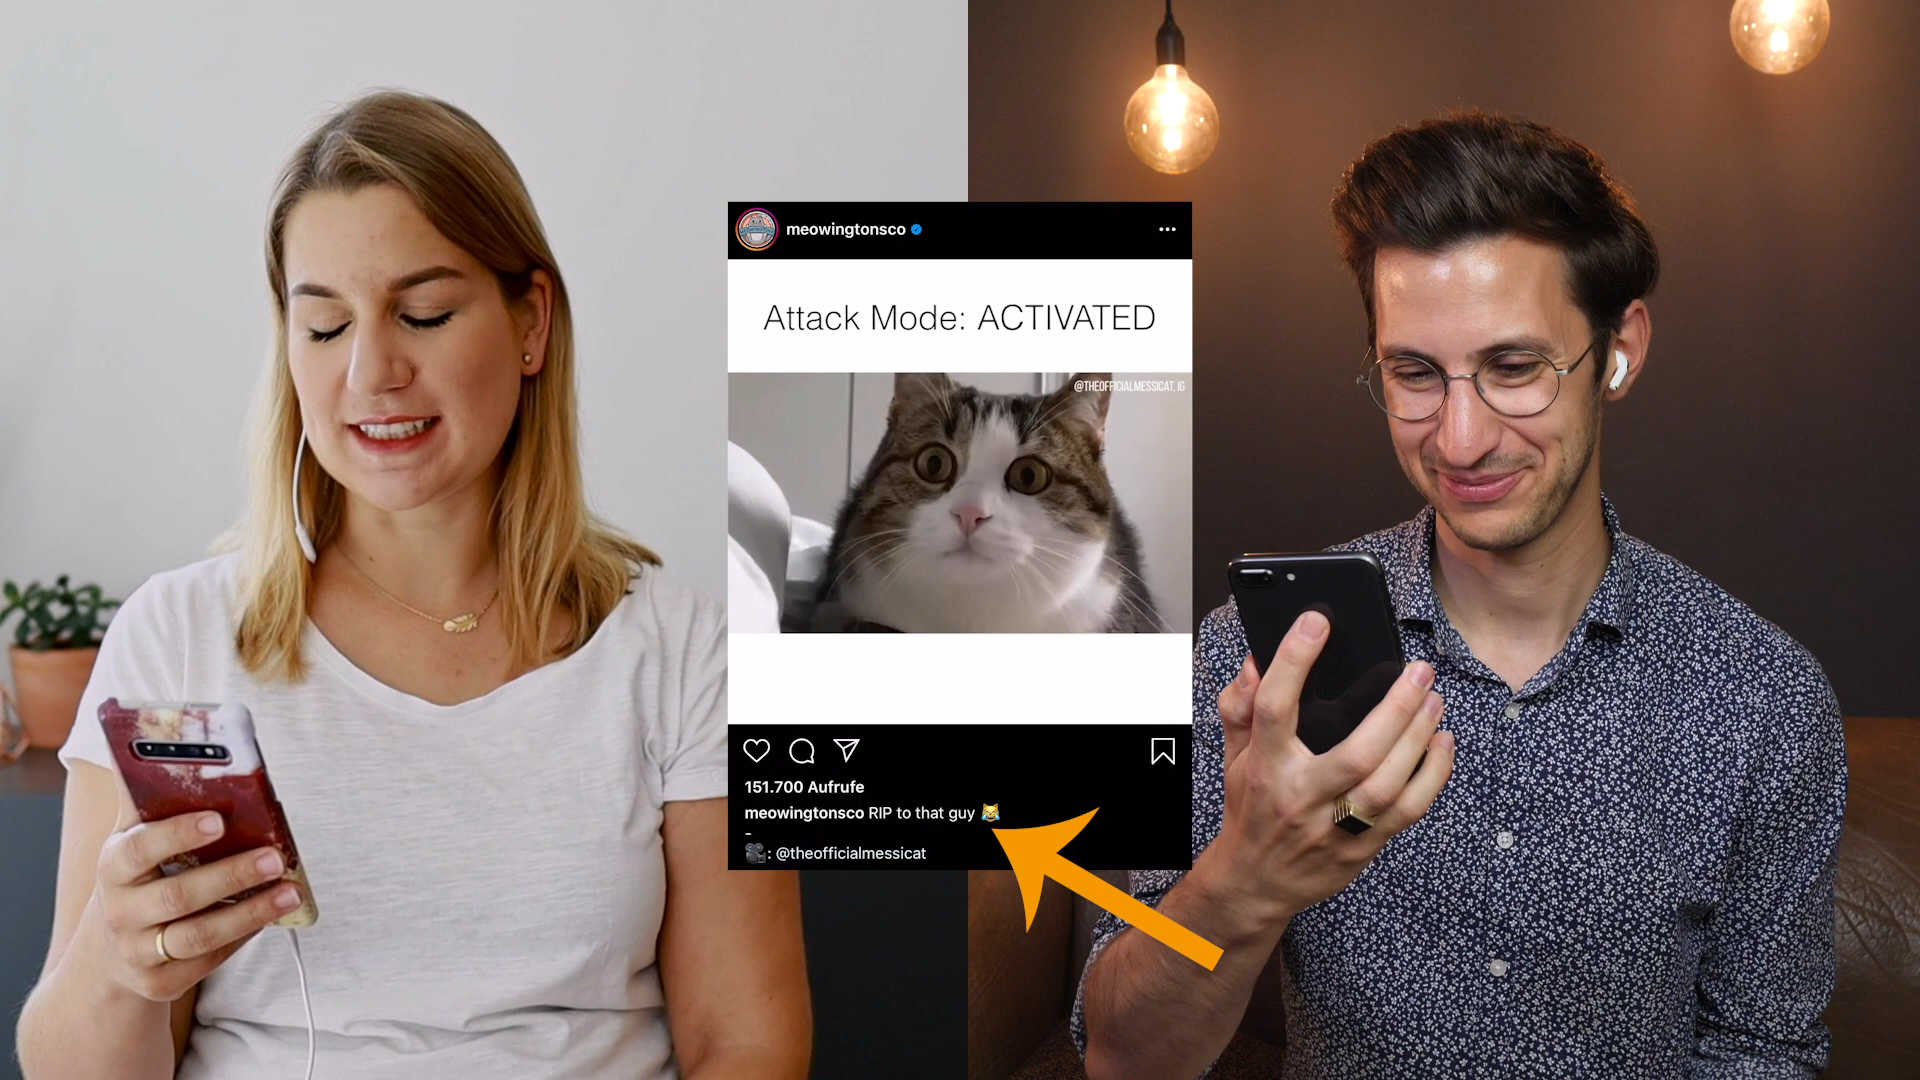 meowingtonsco
Attack Mode: ACTIVATED
@THEOFFICIALMESSICAT, IG
151.700 Aufrufe
meowingtonsco RIP to that guy 😹
-
🎥: @theofficialmessicat